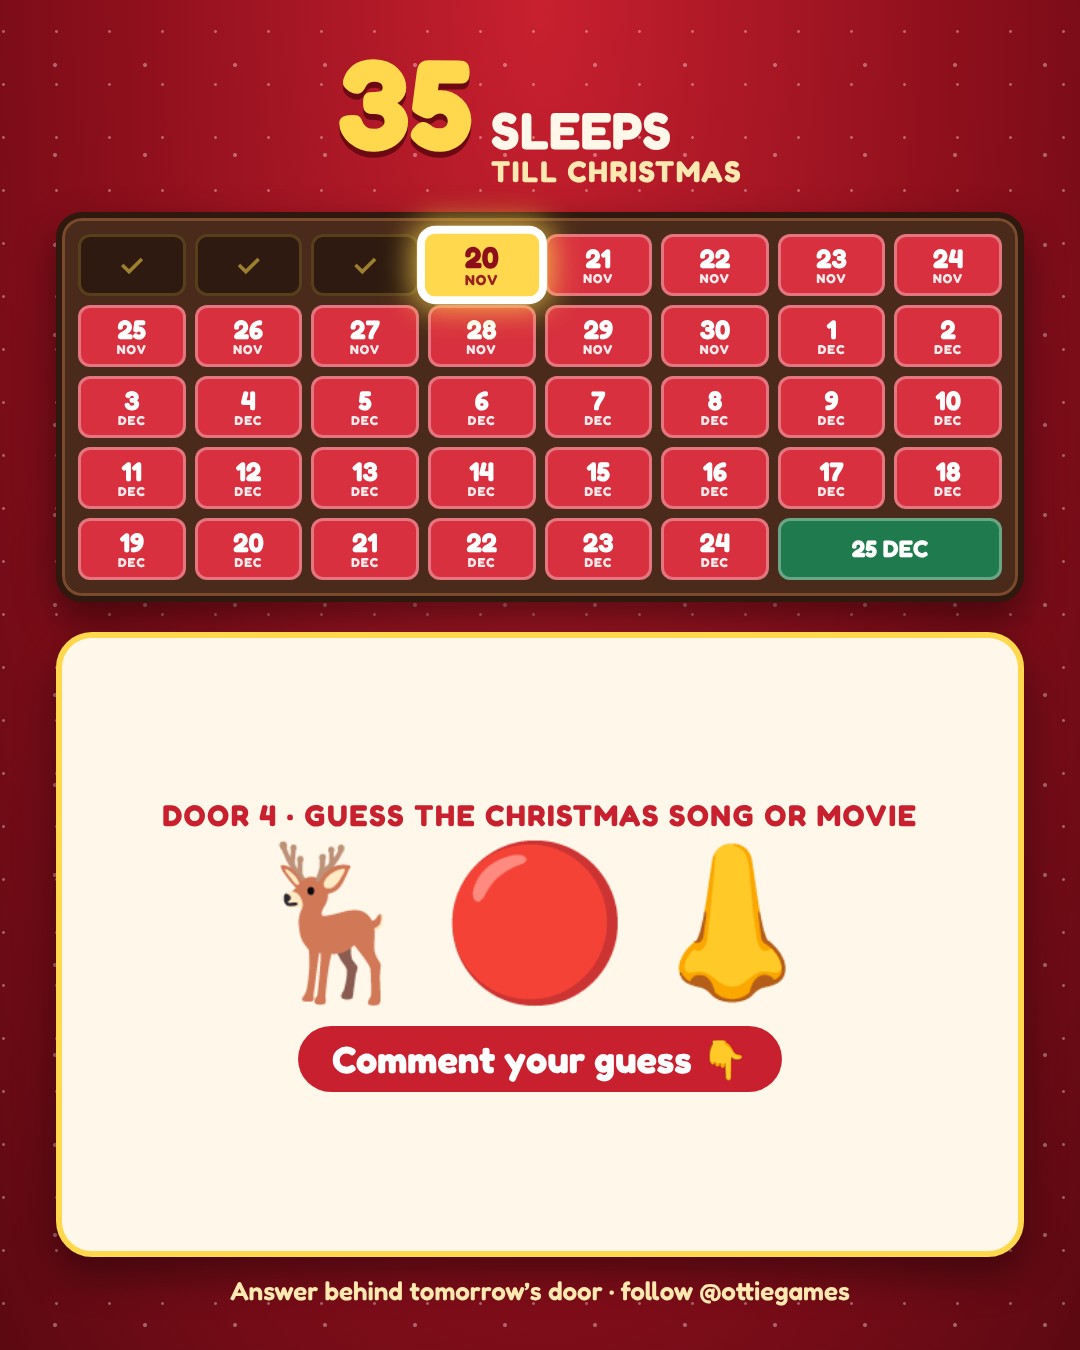 35 SLEEPS
TILL CHRISTMAS
20 NOV
21 NOV
22 NOV
23 NOV
24 NOV
25 NOV
26 NOV
27 NOV
28 NOV
29 NOV
30 NOV
1 DEC
2 DEC
3 DEC
4 DEC
5 DEC
6 DEC
7 DEC
8 DEC
9 DEC
10 DEC
11 DEC
12 DEC
13 DEC
14 DEC
15 DEC
16 DEC
17 DEC
18 DEC
19 DEC
20 DEC
21 DEC
22 DEC
23 DEC
24 DEC
25 DEC
DOOR 4 · GUESS THE CHRISTMAS SONG OR MOVIE
Comment your guess 👇
Answer behind tomorrow’s door · follow @ottiegames